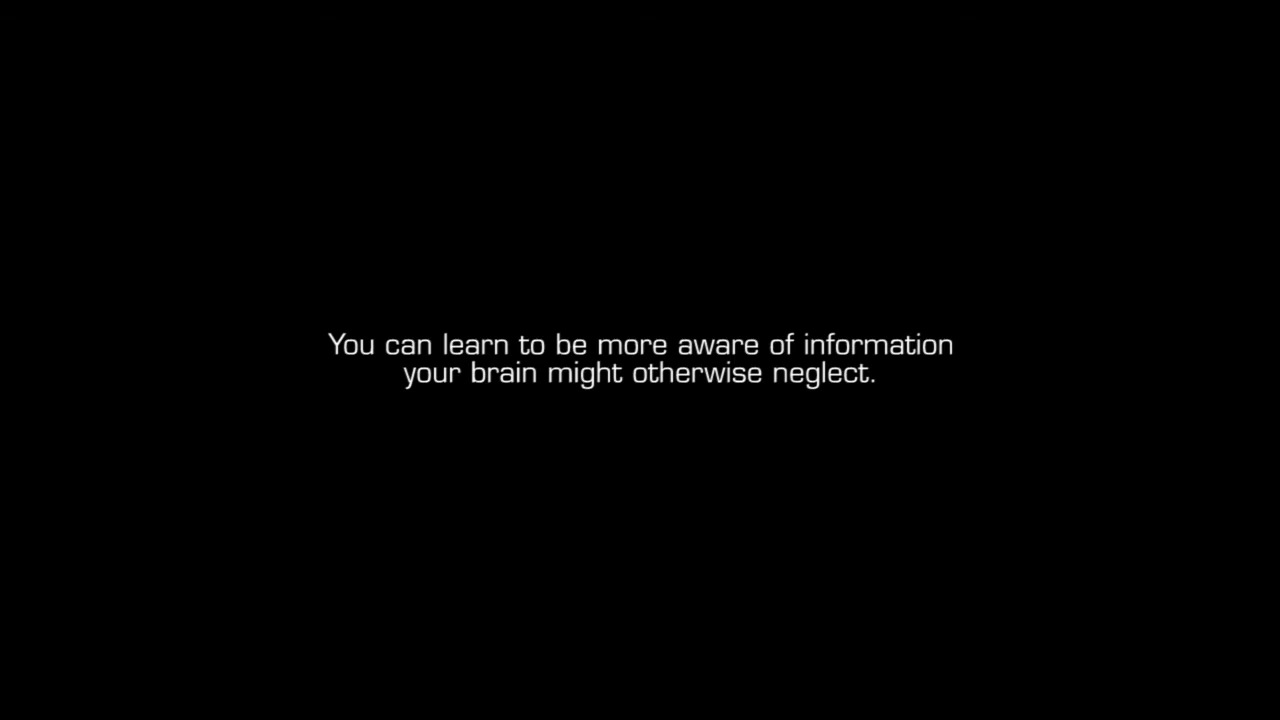 You can learn to be more aware of information
your brain might otherwise neglect.